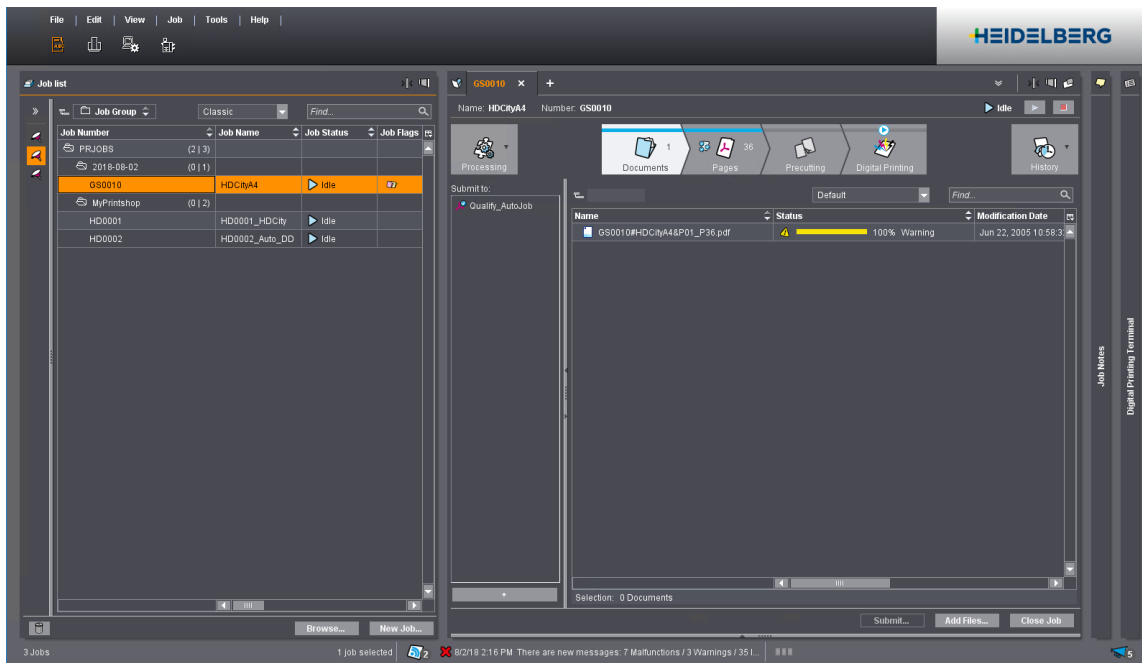 File | Edit | View | Job | Tools | Help |
HEIDELBERG
Job list
GS0010 × +
Name: HDCityA4 Number: GS0010
Idle
Job Group Classic Find...
Job Number Job Name Job Status Job Flags
PRJOBS (2 | 3)
2018-08-02 (0 | 1)
GS0010 HDCityA4 Idle
MyPrintshop (0 | 2)
HD0001 HD0001_HDCity Idle
HD0002 HD0002_Auto_DD Idle
Processing
1
Documents
36
Pages
Precutting
Digital Printing
History
Submit to:
Qualify_AutoJob
Default Find...
Name Status Modification Date
GS0010#HDCityA4&P01_P36.pdf 100% Warning Jun 22, 2005 10:58:3
+
Selection: 0 Documents
Browse... New Job...
Submit... Add Files... Close Job
3 Jobs 1 job selected 2 8/2/18 2:16 PM There are new messages: 7 Malfunctions / 3 Warnings / 35 I... 5
Job Notes
Digital Printing Terminal